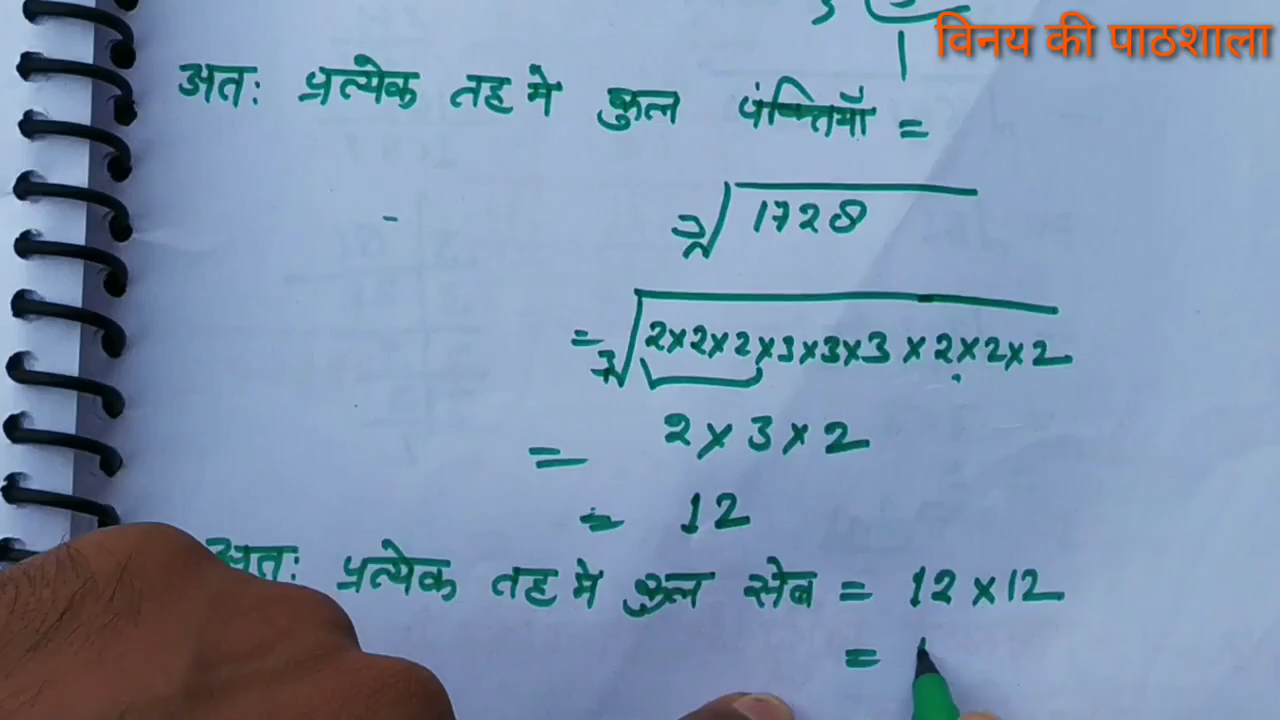 विनय की पाठशाला
अतः प्रत्येक तह मे कुल पंक्तियाँ =
∛1728
= ∛2×2×2×3×3×3×2×2×2
= 2×3×2
= 12
अतः प्रत्येक तह मे कुल सेब = 12×12
=